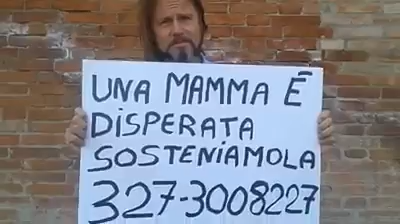 UNA MAMMA É
DISPERATA
SOSTENIAMOLA
327-3008227